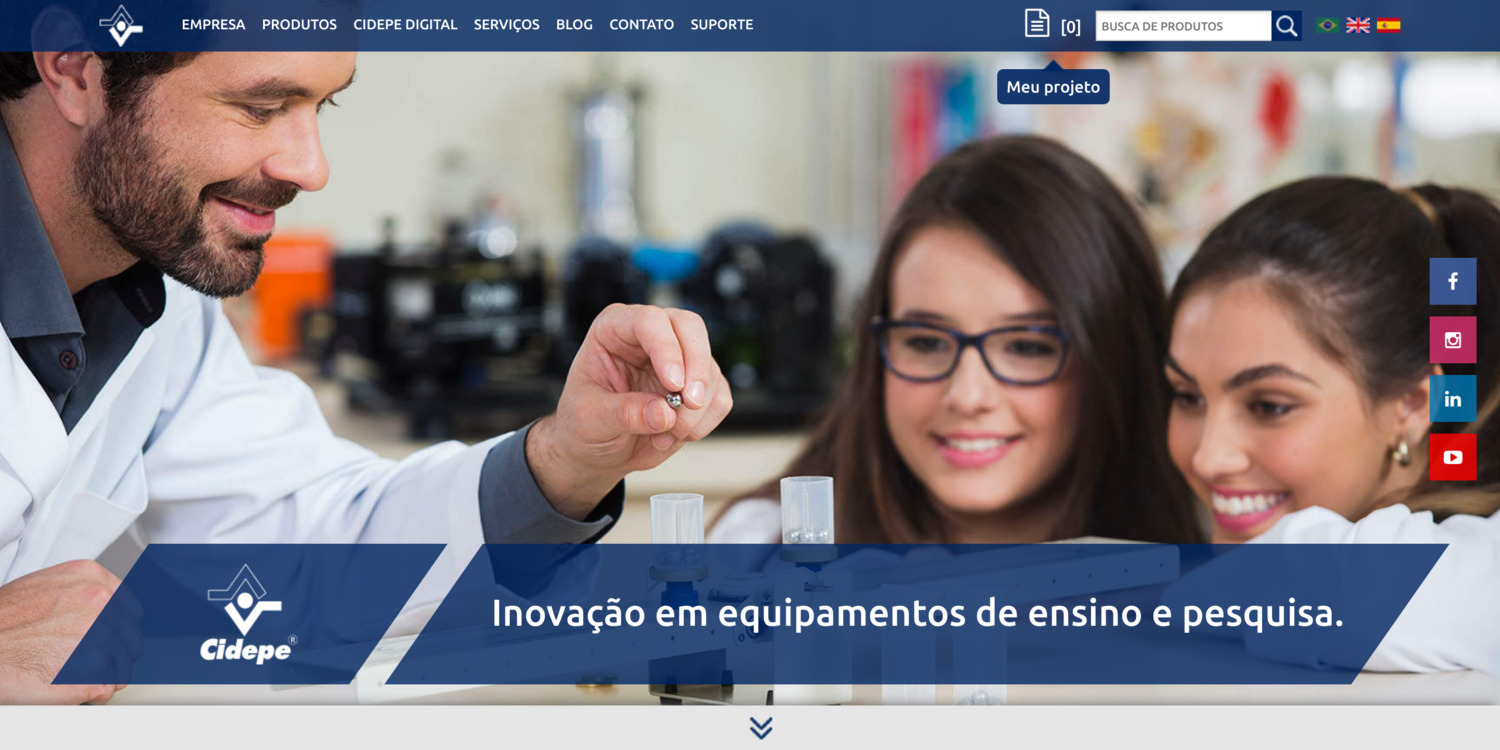 EMPRESA PRODUTOS CIDEPE DIGITAL SERVIÇOS BLOG CONTATO SUPORTE [0] BUSCA DE PRODUTOS
Meu projeto
f
in
Inovação em equipamentos de ensino e pesquisa.
Cidepe®